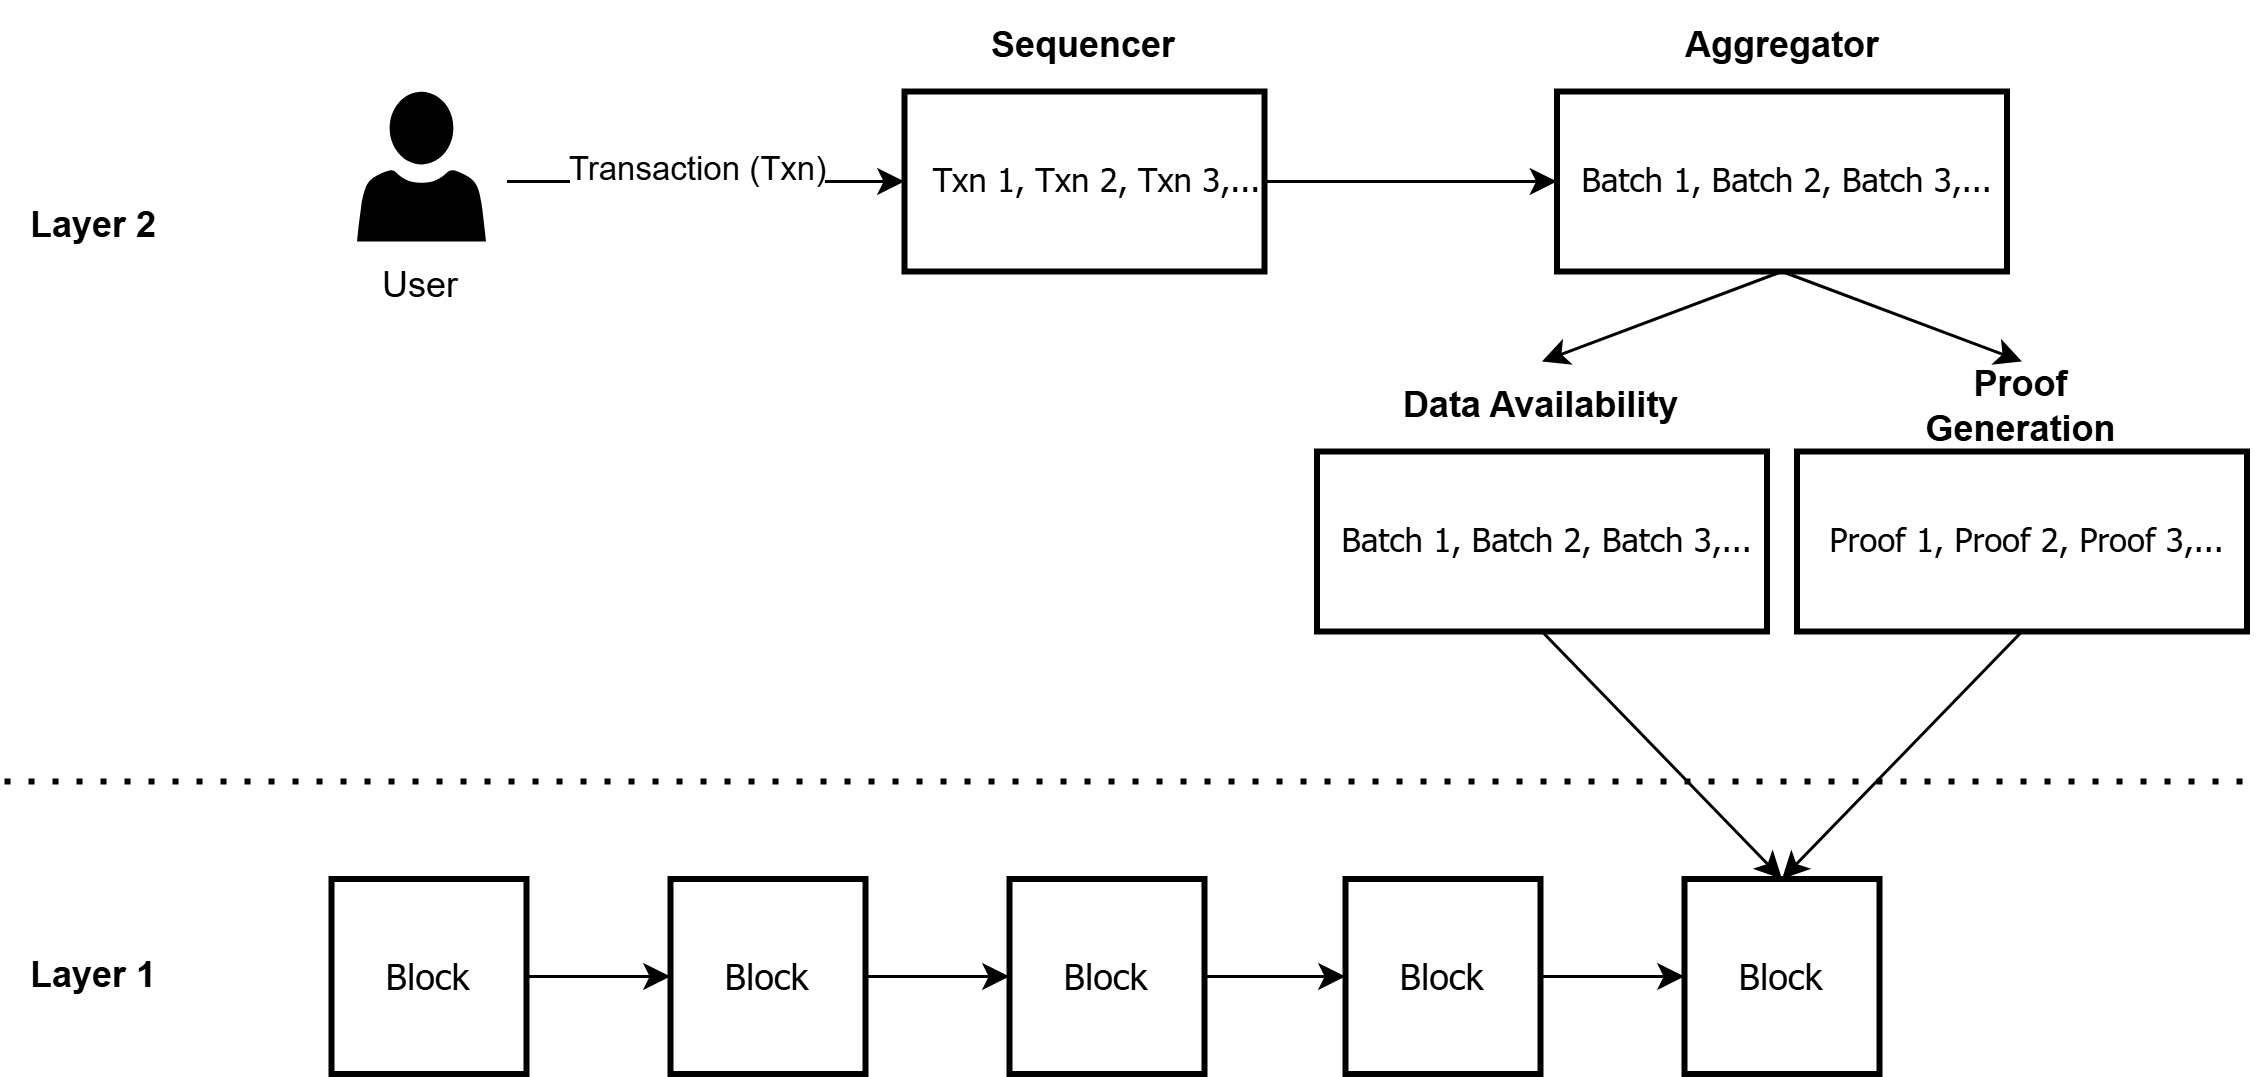 Sequencer
Aggregator
Transaction (Txn)
Txn 1, Txn 2, Txn 3,...
Batch 1, Batch 2, Batch 3,...
Layer 2
User
Data Availability
Proof
Generation
Batch 1, Batch 2, Batch 3,...
Proof 1, Proof 2, Proof 3,...
Layer 1
Block
Block
Block
Block
Block